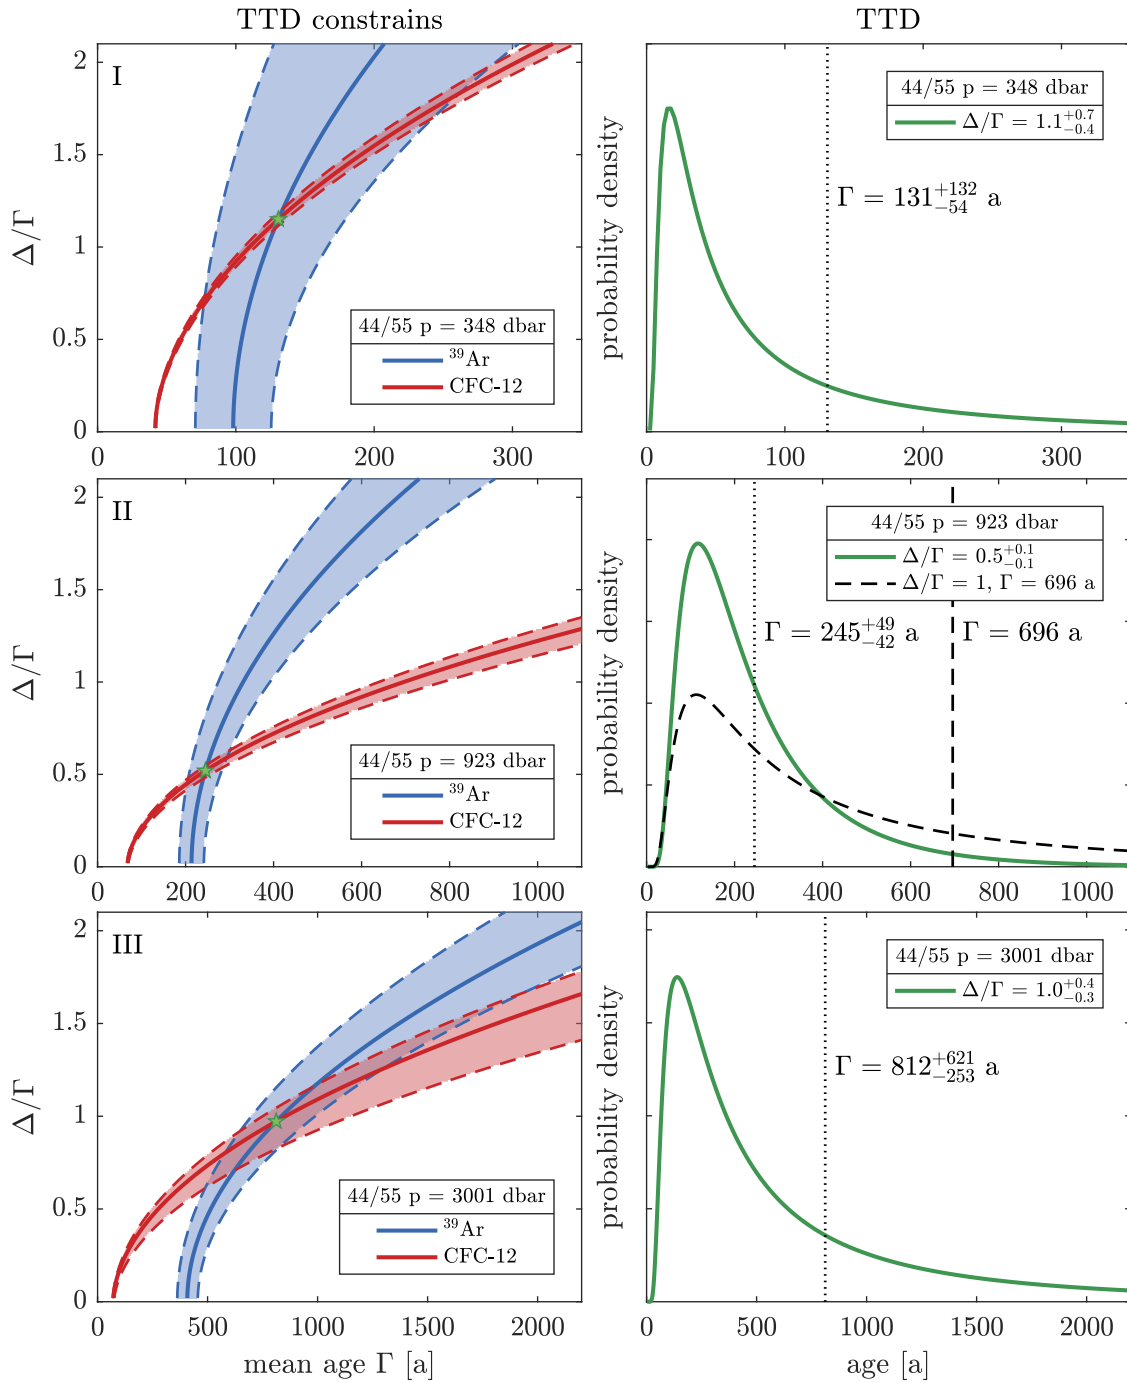 TTD constrains
TTD
I
2
1.5
1
0.5
0
Δ/Γ
44/55 p = 348 dbar
³⁹Ar
CFC-12
0 100 200 300
probability density
44/55 p = 348 dbar
Δ/Γ = 1.1 +0.7 −0.4
Γ = 131 +132 −54 a
0 100 200 300
II
2
1.5
1
0.5
0
Δ/Γ
44/55 p = 923 dbar
³⁹Ar
CFC-12
0 200 400 600 800 1000
probability density
44/55 p = 923 dbar
Δ/Γ = 0.5 +0.1 −0.1
Δ/Γ = 1, Γ = 696 a
Γ = 245 +49 −42 a
Γ = 696 a
0 200 400 600 800 1000
III
2
1.5
1
0.5
0
Δ/Γ
44/55 p = 3001 dbar
³⁹Ar
CFC-12
0 500 1000 1500 2000
mean age Γ [a]
probability density
44/55 p = 3001 dbar
Δ/Γ = 1.0 +0.4 −0.3
Γ = 812 +621 −253 a
0 500 1000 1500 2000
age [a]